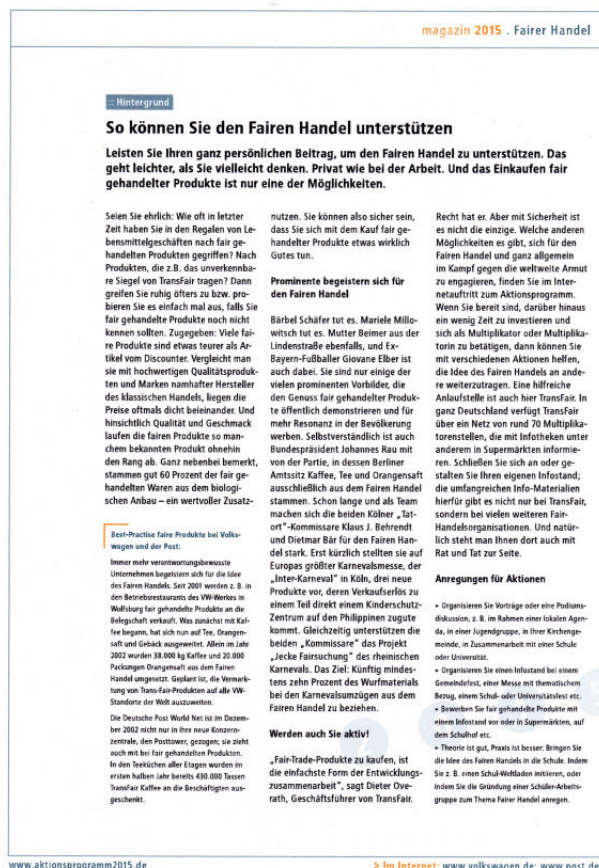 magazin 2015 . Fairer Handel
:: Hintergrund
So können Sie den Fairen Handel unterstützen
Leisten Sie Ihren ganz persönlichen Beitrag, um den Fairen Handel zu unterstützen. Das
geht leichter, als Sie vielleicht denken. Privat wie bei der Arbeit. Und das Einkaufen fair
gehandelter Produkte ist nur eine der Möglichkeiten.
Seien Sie ehrlich: Wie oft in letzter
Zeit haben Sie in den Regalen von Le-
bensmittelgeschäften nach fair ge-
handelten Produkten gegriffen? Nach
Produkten, die z.B. das unverkennba-
re Siegel von TransFair tragen? Dann
greifen Sie ruhig öfters zu bzw. pro-
bieren Sie es einfach mal aus, falls Sie
fair gehandelte Produkte noch nicht
kennen sollten. Zugegeben: Viele fai-
re Produkte sind etwas teurer als Ar-
tikel vom Discounter. Vergleicht man
sie mit hochwertigen Qualitätsproduk-
ten und Marken namhafter Hersteller
des klassischen Handels, liegen die
Preise oftmals dicht beieinander. Und
hinsichtlich Qualität und Geschmack
laufen die fairen Produkte so man-
chem bekannten Produkt ohnehin
den Rang ab. Ganz nebenbei bemerkt,
stammen gut 60 Prozent der fair ge-
handelten Waren aus dem biologi-
schen Anbau – ein wertvoller Zusatz-
Best-Practise faire Produkte bei Volks-
wagen und der Post:
Immer mehr verantwortungsbewusste
Unternehmen begeistern sich für die Idee
des Fairen Handels. Seit 2001 werden z. B. in
den Betriebsrestaurants des VW-Werkes in
Wolfsburg fair gehandelte Produkte an die
Belegschaft verkauft. Was zunächst mit Kaf-
fee begann, hat sich nun auf Tee, Orangen-
saft und Gebäck ausgeweitet. Allein im Jahr
2002 wurden 38.000 kg Kaffee und 20.000
Packungen Orangensaft aus dem Fairen
Handel umgesetzt. Geplant ist, die Vermark-
tung von Trans-Fair-Produkten auf alle VW-
Standorte der Welt auszuweiten.
Die Deutsche Post World Net ist im Dezem-
ber 2002 nicht nur in ihre neue Konzern-
zentrale, den Posttower, gezogen; sie zieht
auch mit bei fair gehandelten Produkten.
In den Teeküchen aller Etagen wurden im
ersten halben Jahr bereits 430.000 Tassen
TransFair Kaffee an die Beschäftigten aus-
geschenkt.
nutzen. Sie können also sicher sein,
dass Sie sich mit dem Kauf fair ge-
handelter Produkte etwas wirklich
Gutes tun.
Prominente begeistern sich für
den Fairen Handel
Bärbel Schäfer tut es. Mariele Millo-
witsch tut es. Mutter Beimer aus der
Lindenstraße ebenfalls, und Ex-
Bayern-Fußballer Giovane Elber ist
auch dabei. Sie sind nur einige der
vielen prominenten Vorbilder, die
den Genuss fair gehandelter Produk-
te öffentlich demonstrieren und für
mehr Resonanz in der Bevölkerung
werben. Selbstverständlich ist auch
Bundespräsident Johannes Rau mit
von der Partie, in dessen Berliner
Amtssitz Kaffee, Tee und Orangensaft
ausschließlich aus dem Fairen Handel
stammen. Schon lange und als Team
machen sich die beiden Kölner „Tat-
ort"-Kommissare Klaus J. Behrendt
und Dietmar Bär für den Fairen Han-
del stark. Erst kürzlich stellten sie auf
Europas größter Karnevalsmesse, der
„Inter-Karneval" in Köln, drei neue
Produkte vor, deren Verkaufserlös zu
einem Teil direkt einem Kinderschutz-
Zentrum auf den Philippinen zugute
kommt. Gleichzeitig unterstützen die
beiden „Kommissare" das Projekt
„Jecke Fairsuchung" des rheinischen
Karnevals. Das Ziel: Künftig mindes-
tens zehn Prozent des Wurfmaterials
bei den Karnevalsumzügen aus dem
Fairen Handel zu beziehen.
Werden auch Sie aktiv!
„Fair-Trade-Produkte zu kaufen, ist
die einfachste Form der Entwicklungs-
zusammenarbeit", sagt Dieter Ove-
rath, Geschäftsführer von TransFair.
Recht hat er. Aber mit Sicherheit ist
es nicht die einzige. Welche anderen
Möglichkeiten es gibt, sich für den
Fairen Handel und ganz allgemein
im Kampf gegen die weltweite Armut
zu engagieren, finden Sie im Inter-
netauftritt zum Aktionsprogramm.
Wenn Sie bereit sind, darüber hinaus
ein wenig Zeit zu investieren und
sich als Multiplikator oder Multiplika-
torin zu betätigen, dann können Sie
mit verschiedenen Aktionen helfen,
die Idee des Fairen Handels an ande-
re weiterzutragen. Eine hilfreiche
Anlaufstelle ist auch hier TransFair. In
ganz Deutschland verfügt TransFair
über ein Netz von rund 70 Multiplika-
torenstellen, die mit Infotheken unter
anderem in Supermärkten informie-
ren. Schließen Sie sich an oder ge-
stalten Sie Ihren eigenen Infostand;
die umfangreichen Info-Materialien
hierfür gibt es nicht nur bei TransFair,
sondern bei vielen weiteren Fair-
Handelsorganisationen. Und natür-
lich steht man Ihnen dort auch mit
Rat und Tat zur Seite.
Anregungen für Aktionen
▸ Organisieren Sie Vorträge oder eine Podiums-
diskussion, z. B. im Rahmen einer lokalen Agen-
da, in einer Jugendgruppe, in Ihrer Kirchenge-
meinde, in Zusammenarbeit mit einer Schule
oder Universität.
▸ Organisieren Sie einen Infostand bei einem
Gemeindefest, einer Messe mit thematischem
Bezug, einem Schul- oder Universitätsfest etc.
▸ Bewerben Sie fair gehandelte Produkte mit
einem Infostand vor oder in Supermärkten, auf
dem Schulhof etc.
▸ Theorie ist gut, Praxis ist besser: Bringen Sie
die Idee des Fairen Handels in die Schule. Indem
Sie z. B. einen Schul-Weltladen initiieren, oder
indem Sie die Gründung einer Schüler-Arbeits-
gruppe zum Thema Fairer Handel anregen.
www.aktionsprogramm2015.de
> Im Internet: www.volkswagen.de; www.post.de